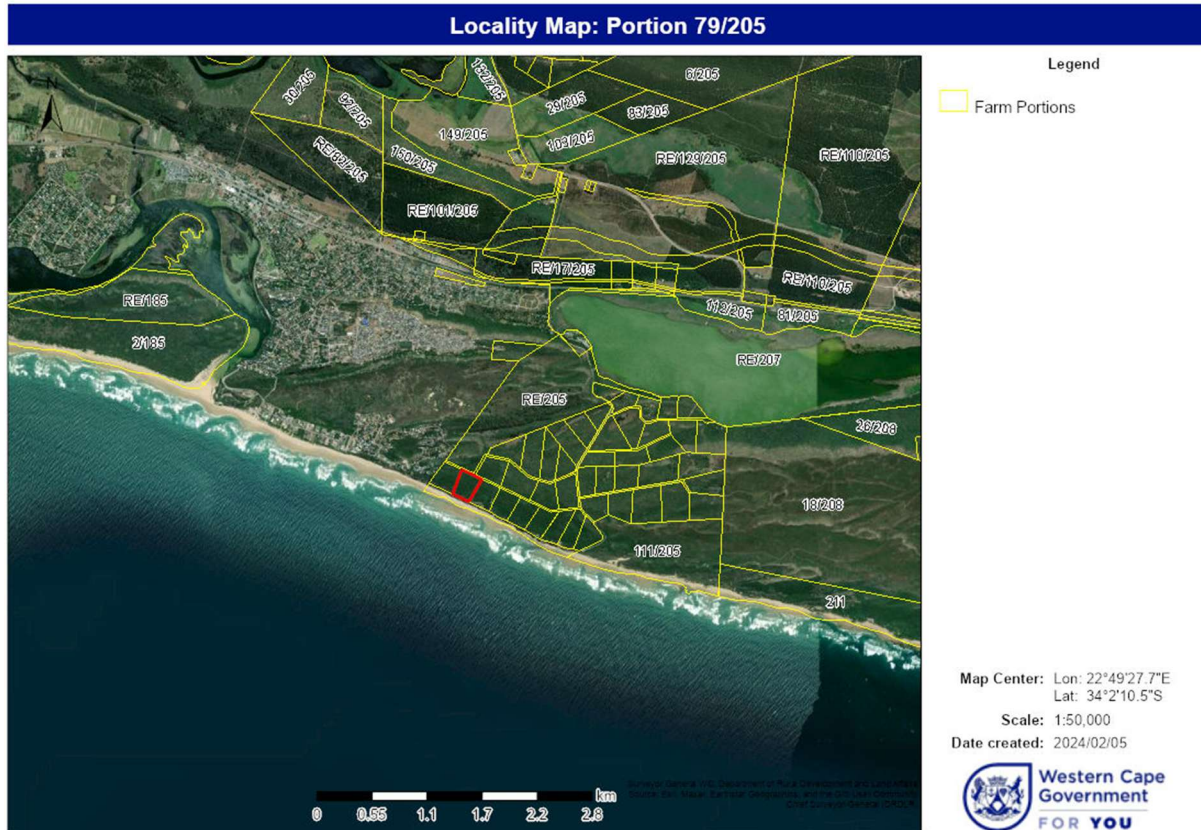 Locality Map: Portion 79/205
Legend
Farm Portions
N
30/205
92/205
132/205
6/205
29/205
83/205
149/205
103/205
RE/82/205
150/205
RE/129/205
RE/118/205
RE/101/205
RE/17/205
RE/110/205
RE/185
112/205
81/205
2/185
RE/207
RE/205
26/208
18/208
111/205
211
Map Center: Lon: 22°49'27.7"E
Lat: 34°2'10.5"S
Scale: 1:50,000
Date created: 2024/02/05
km
0 0.55 1.1 1.7 2.2 2.8
Western Cape
Government
FOR YOU